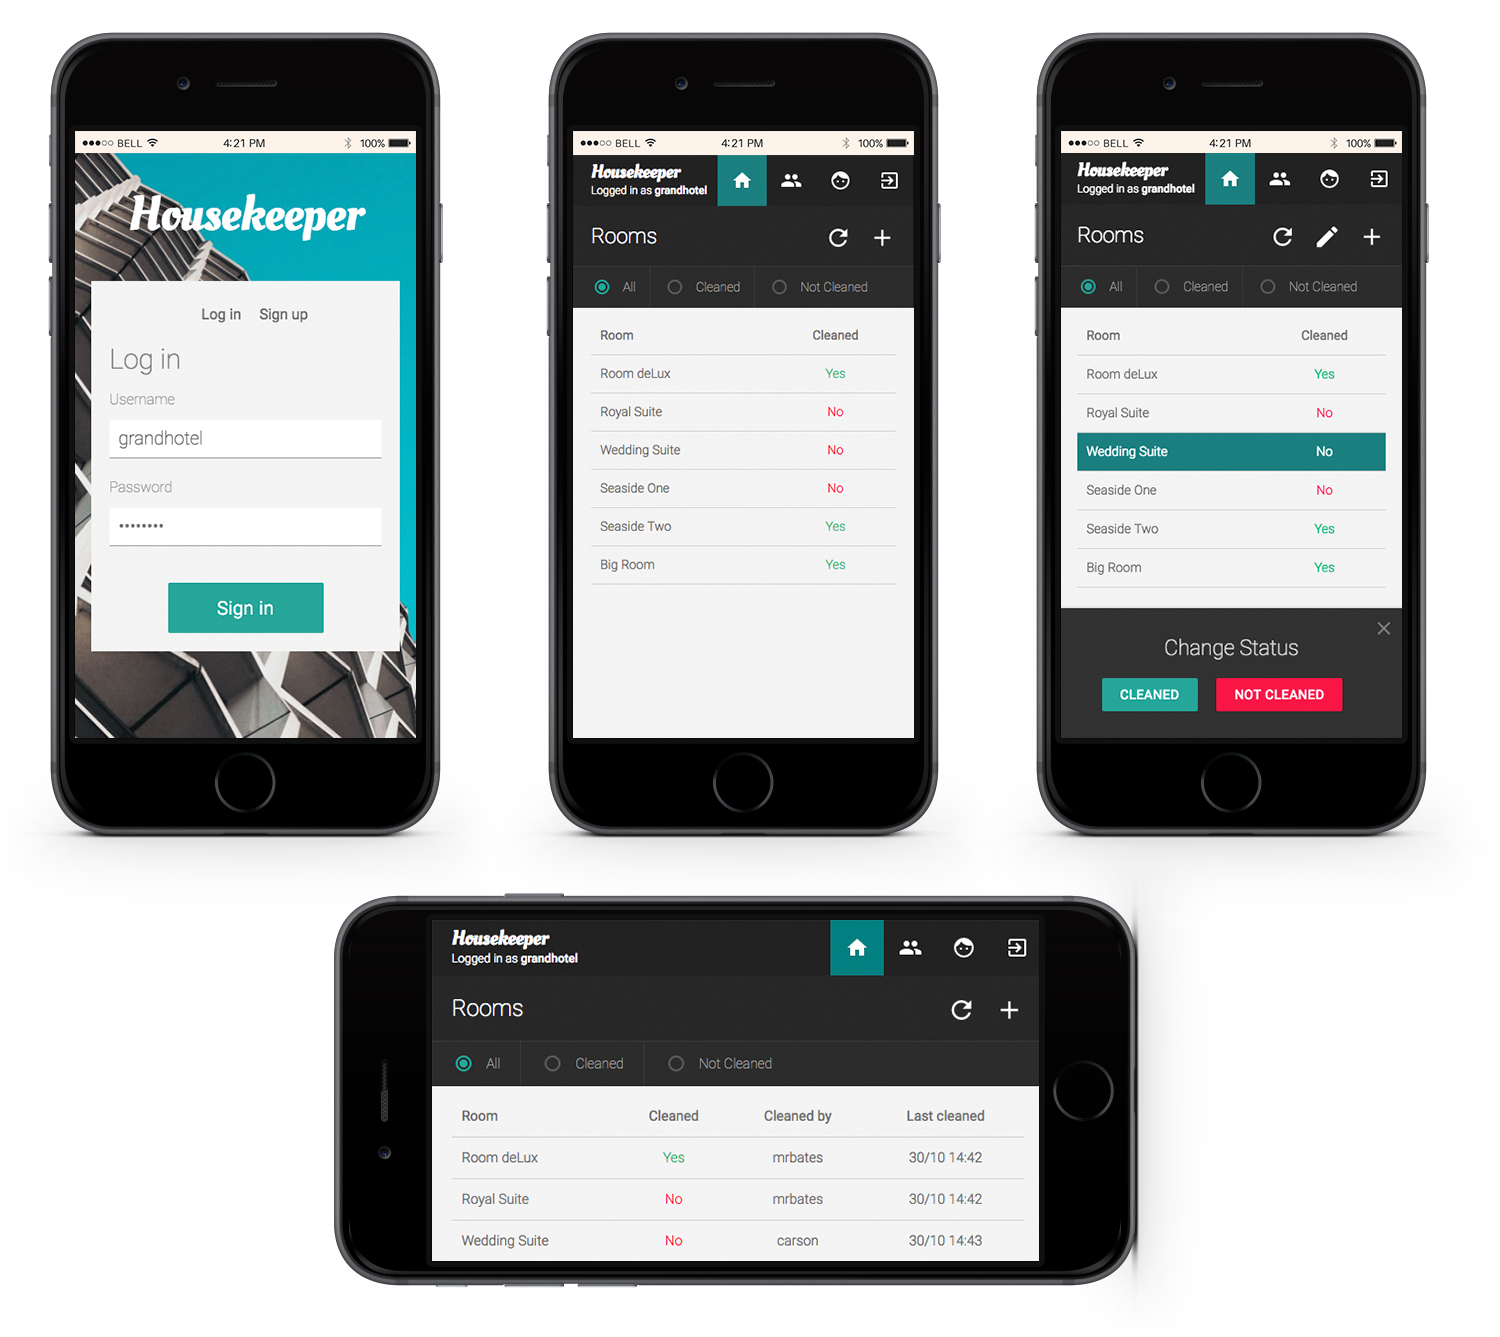 ●●●○○ BELL 4:21 PM 100%
Housekeeper
Log in Sign up
Log in
Username
grandhotel
Password
••••••••
Sign in
●●●○○ BELL 4:21 PM 100%
Housekeeper
Logged in as grandhotel
Rooms
All Cleaned Not Cleaned
Room Cleaned
Room deLux Yes
Royal Suite No
Wedding Suite No
Seaside One No
Seaside Two Yes
Big Room Yes
●●●○○ BELL 4:21 PM 100%
Housekeeper
Logged in as grandhotel
Rooms
All Cleaned Not Cleaned
Room Cleaned
Room deLux Yes
Royal Suite No
Wedding Suite No
Seaside One No
Seaside Two Yes
Big Room Yes
Change Status
CLEANED NOT CLEANED
Housekeeper
Logged in as grandhotel
Rooms
All Cleaned Not Cleaned
Room Cleaned Cleaned by Last cleaned
Room deLux Yes mrbates 30/10 14:42
Royal Suite No mrbates 30/10 14:42
Wedding Suite No carson 30/10 14:43